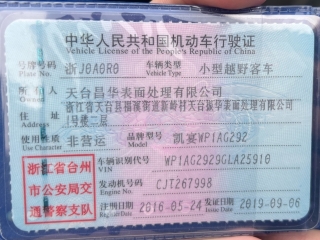 中华人民共和国机动车行驶证
Vehicle License of the People's Republic of China
号牌号码 浙J0A0R0 车辆类型 小型越野客车
Plate No. Vehicle Type
所有人 天台昌华表面处理有限公司
Owner
住址 浙江省天台县福溪街道新岭村天台振华表面处理有限公司
Address 1号楼二层
使用性质 非营运 品牌型号 凯宴WP1AG292
Use Character Model
浙江省台州 车辆识别代号 WP1AG2929GLA25910
VIN
市公安局交 发动机号码 CJT267998
Engine No.
通警察支队 注册日期 2016-05-24 发证日期 2019-09-06
Register Date Issue Date